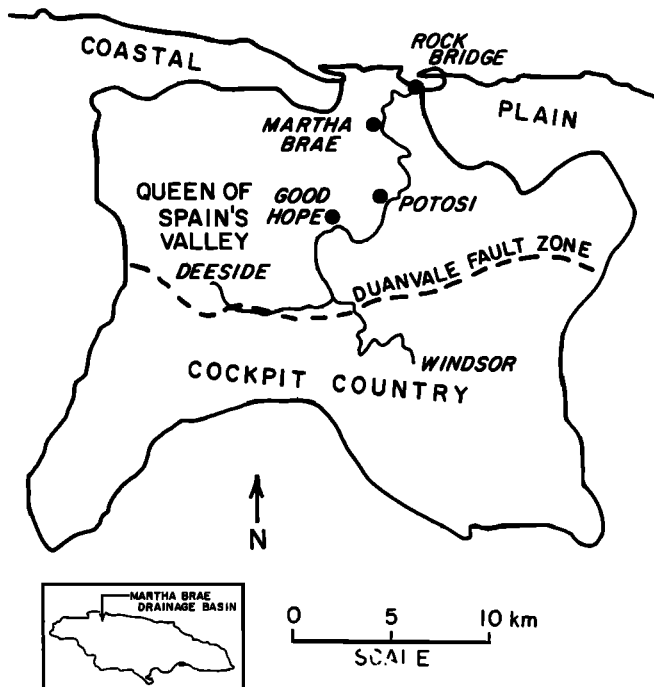 COASTAL
ROCK
BRIDGE
PLAIN
MARTHA
BRAE
QUEEN OF
SPAIN'S
VALLEY
GOOD
HOPE
POTOSI
DEESIDE
DUANVALE FAULT ZONE
WINDSOR
COCKPIT COUNTRY
N
MARTHA BRAE
DRAINAGE BASIN
0 5 10 km
SCALE